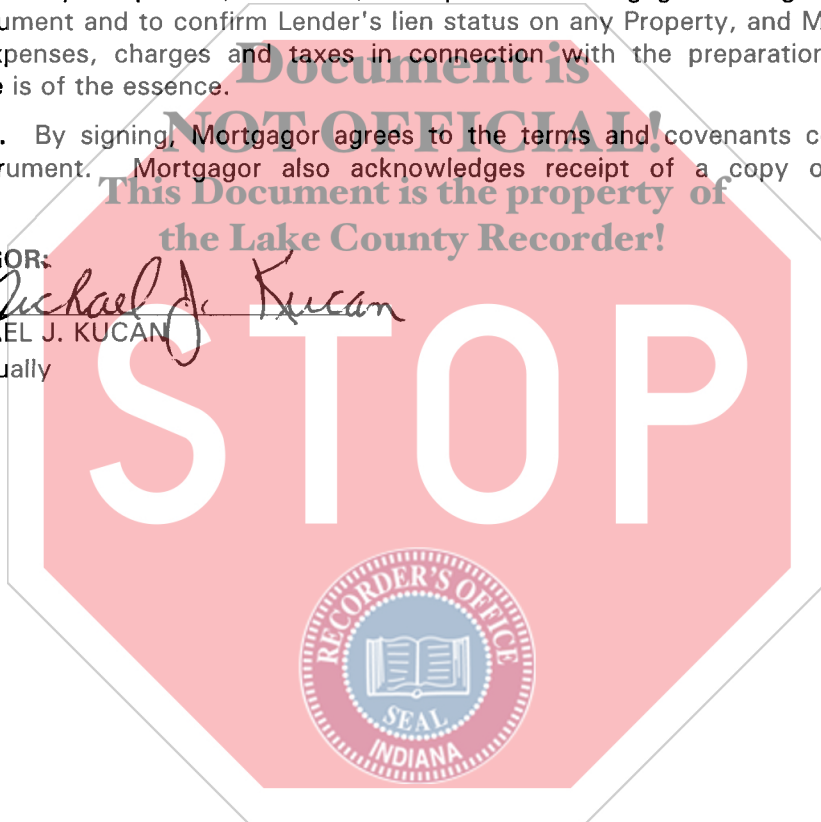 ument and to confirm Lender's lien status on any Property, and M
xpenses, charges and taxes in connection with the preparation
e is of the essence.
. By signing, Mortgagor agrees to the terms and covenants c
rument. Mortgagor also acknowledges receipt of a copy o
Document is
NOT OFFICIAL!
This Document is the property of
the Lake County Recorder!
GOR:
Michael J. Kucan
AEL J. KUCAN
ually
STOP
RECORDER'S OFFICE
SEAL
INDIANA